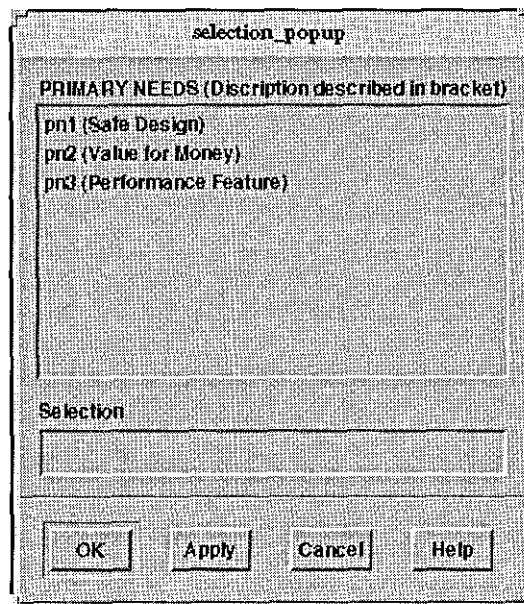 selection_popup
PRIMARY NEEDS (Discription described in bracket)
pn1 (Safe Design)
pn2 (Value for Money)
pn3 (Performance Feature)
Selection
OK Apply Cancel Help